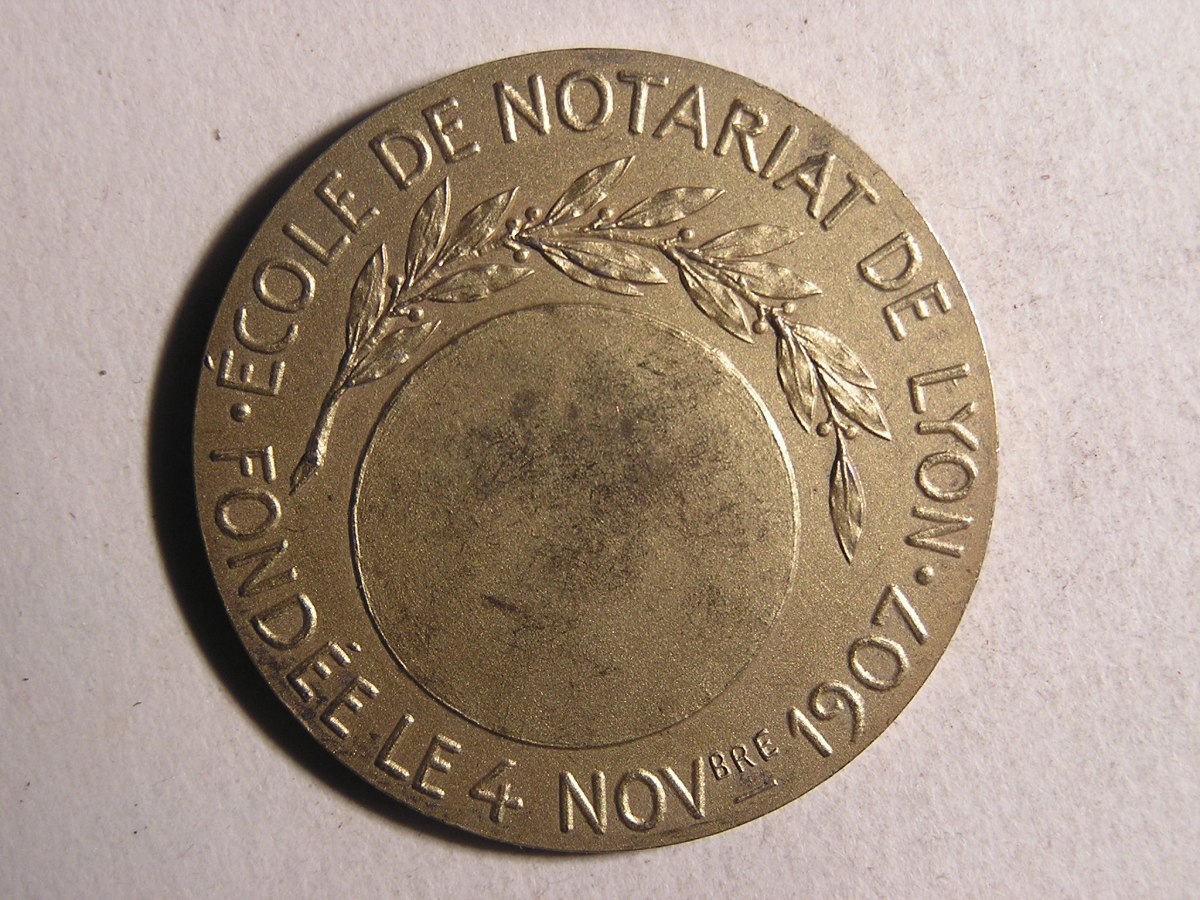 ÉCOLE DE NOTARIAT DE LYON
FONDÉE LE 4 NOVBRE 1907